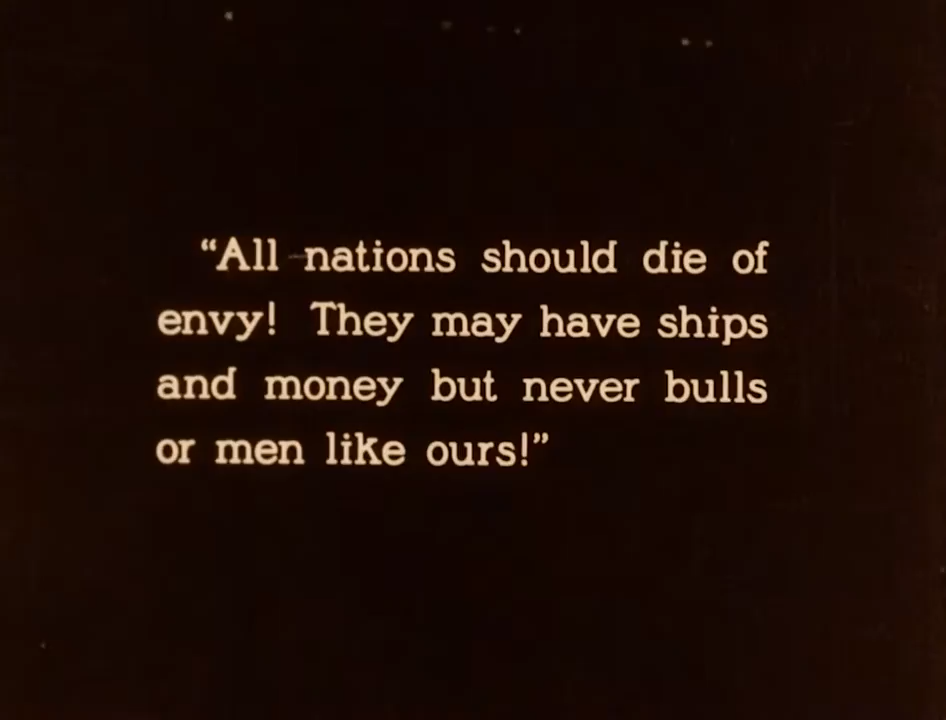 “All nations should die of
envy! They may have ships
and money but never bulls
or men like ours!”